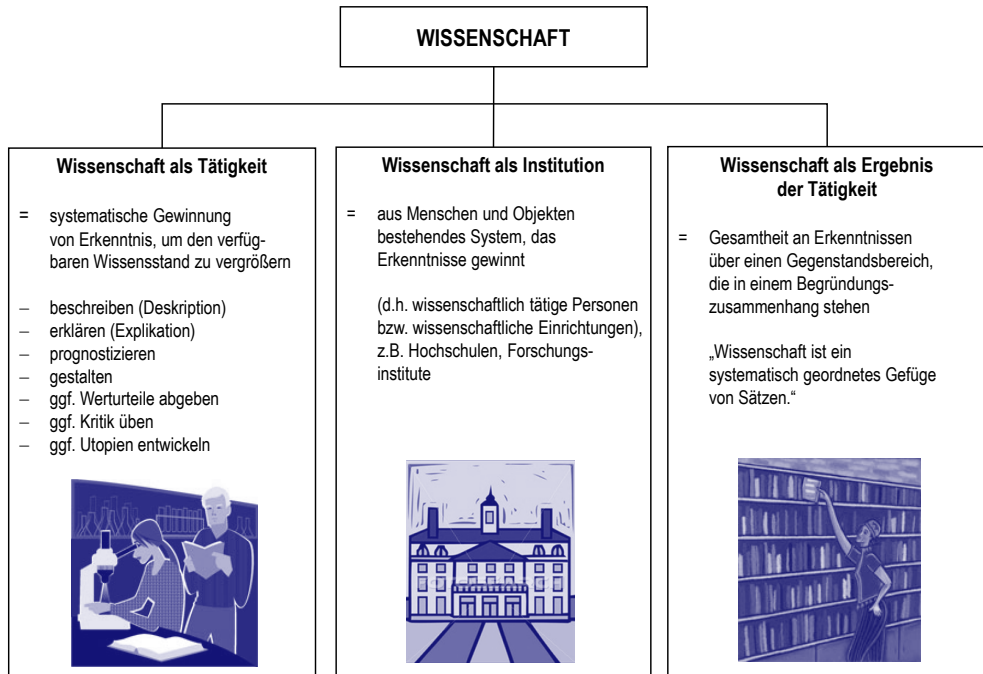 WISSENSCHAFT
Wissenschaft als Tätigkeit
= systematische Gewinnung
von Erkenntnis, um den verfüg-
baren Wissensstand zu vergrößern
– beschreiben (Deskription)
– erklären (Explikation)
– prognostizieren
– gestalten
– ggf. Werturteile abgeben
– ggf. Kritik üben
– ggf. Utopien entwickeln
Wissenschaft als Institution
= aus Menschen und Objekten
bestehendes System, das
Erkenntnisse gewinnt
(d.h. wissenschaftlich tätige Personen
bzw. wissenschaftliche Einrichtungen),
z.B. Hochschulen, Forschungs-
institute
Wissenschaft als Ergebnis
der Tätigkeit
= Gesamtheit an Erkenntnissen
über einen Gegenstandsbereich,
die in einem Begründungs-
zusammenhang stehen
„Wissenschaft ist ein
systematisch geordnetes Gefüge
von Sätzen.“